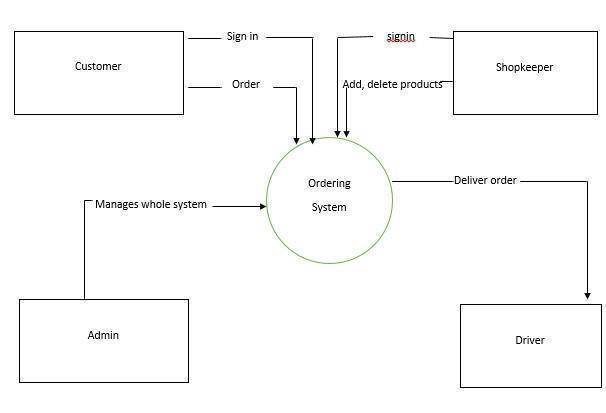 Sign in
signin
Customer
Shopkeeper
Order
Add, delete products
Ordering
System
Deliver order
Manages whole system
Admin
Driver